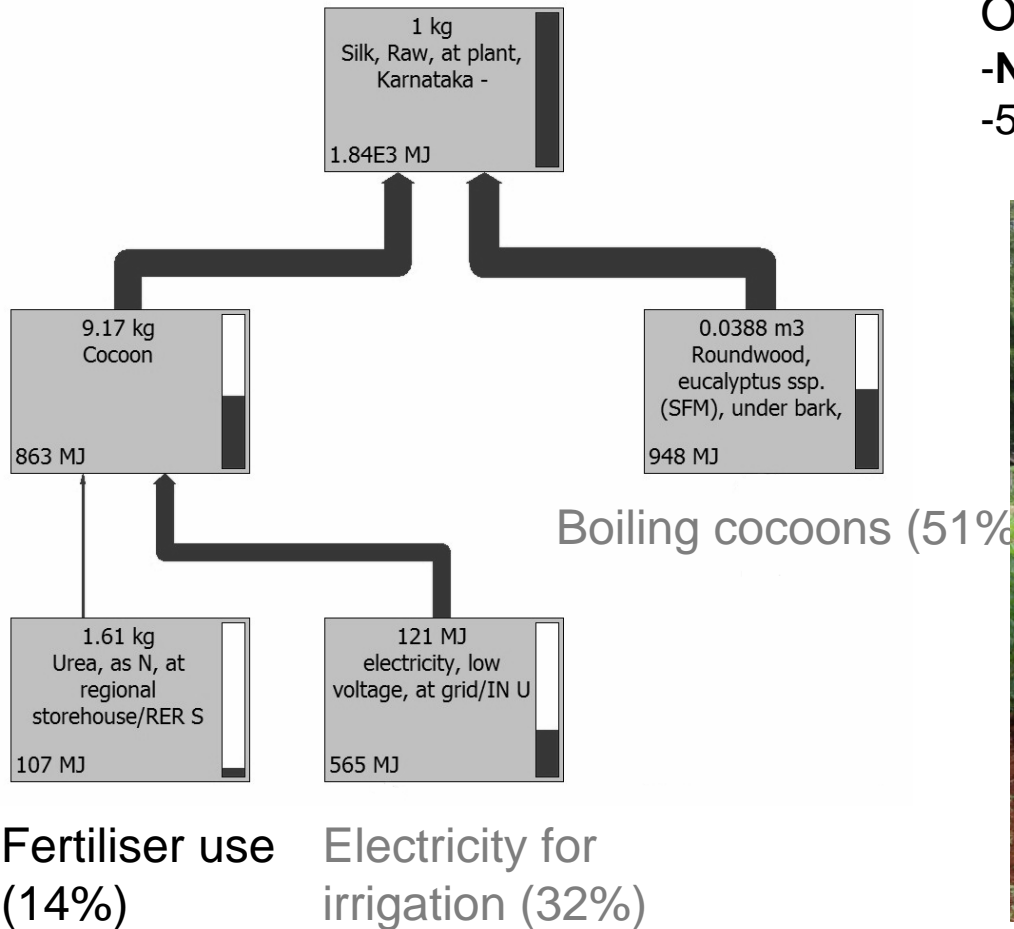 1 kg
Silk, Raw, at plant,
Karnataka -
1.84E3 MJ
O
-N
-5
9.17 kg
Cocoon
863 MJ
0.0388 m3
Roundwood,
eucalyptus ssp.
(SFM), under bark,
948 MJ
Boiling cocoons (51%
1.61 kg
Urea, as N, at
regional
storehouse/RER S
107 MJ
121 MJ
electricity, low
voltage, at grid/IN U
565 MJ
Fertiliser use
(14%)
Electricity for
irrigation (32%)